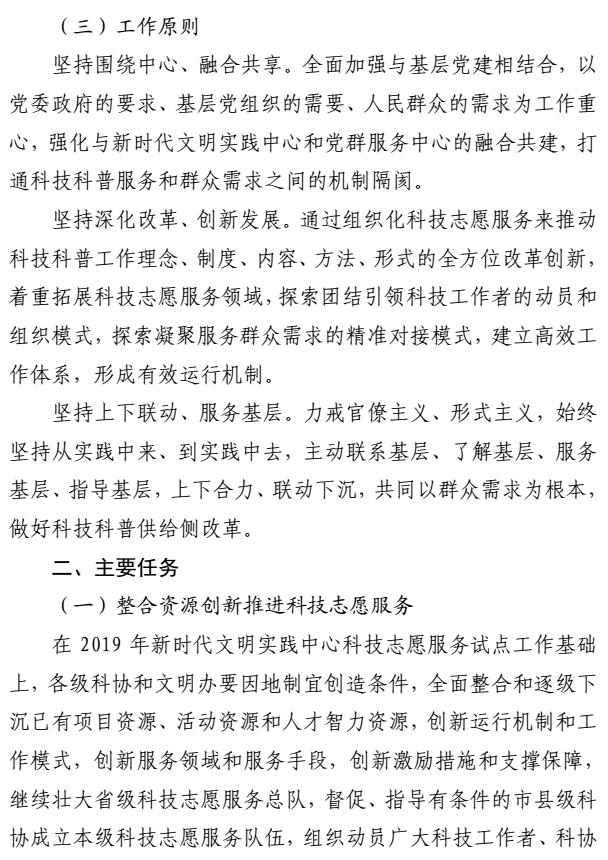 （三）工作原则
坚持围绕中心、融合共享。全面加强与基层党建相结合，以
党委政府的要求、基层党组织的需要、人民群众的需求为工作重
心，强化与新时代文明实践中心和党群服务中心的融合共建，打
通科技科普服务和群众需求之间的机制隔阂。
坚持深化改革、创新发展。通过组织化科技志愿服务来推动
科技科普工作理念、制度、内容、方法、形式的全方位改革创新，
着重拓展科技志愿服务领域，探索团结引领科技工作者的动员和
组织模式，探索凝聚服务群众需求的精准对接模式，建立高效工
作体系，形成有效运行机制。
坚持上下联动、服务基层。力戒官僚主义、形式主义，始终
坚持从实践中来、到实践中去，主动联系基层、了解基层、服务
基层、指导基层，上下合力、联动下沉，共同以群众需求为根本，
做好科技科普供给侧改革。
二、主要任务
（一）整合资源创新推进科技志愿服务
在 2019 年新时代文明实践中心科技志愿服务试点工作基础
上，各级科协和文明办要因地制宜创造条件，全面整合和逐级下
沉已有项目资源、活动资源和人才智力资源，创新运行机制和工
作模式，创新服务领域和服务手段，创新激励措施和支撑保障，
继续壮大省级科技志愿服务总队，督促、指导有条件的市县级科
协成立本级科技志愿服务队伍，组织动员广大科技工作者、科协